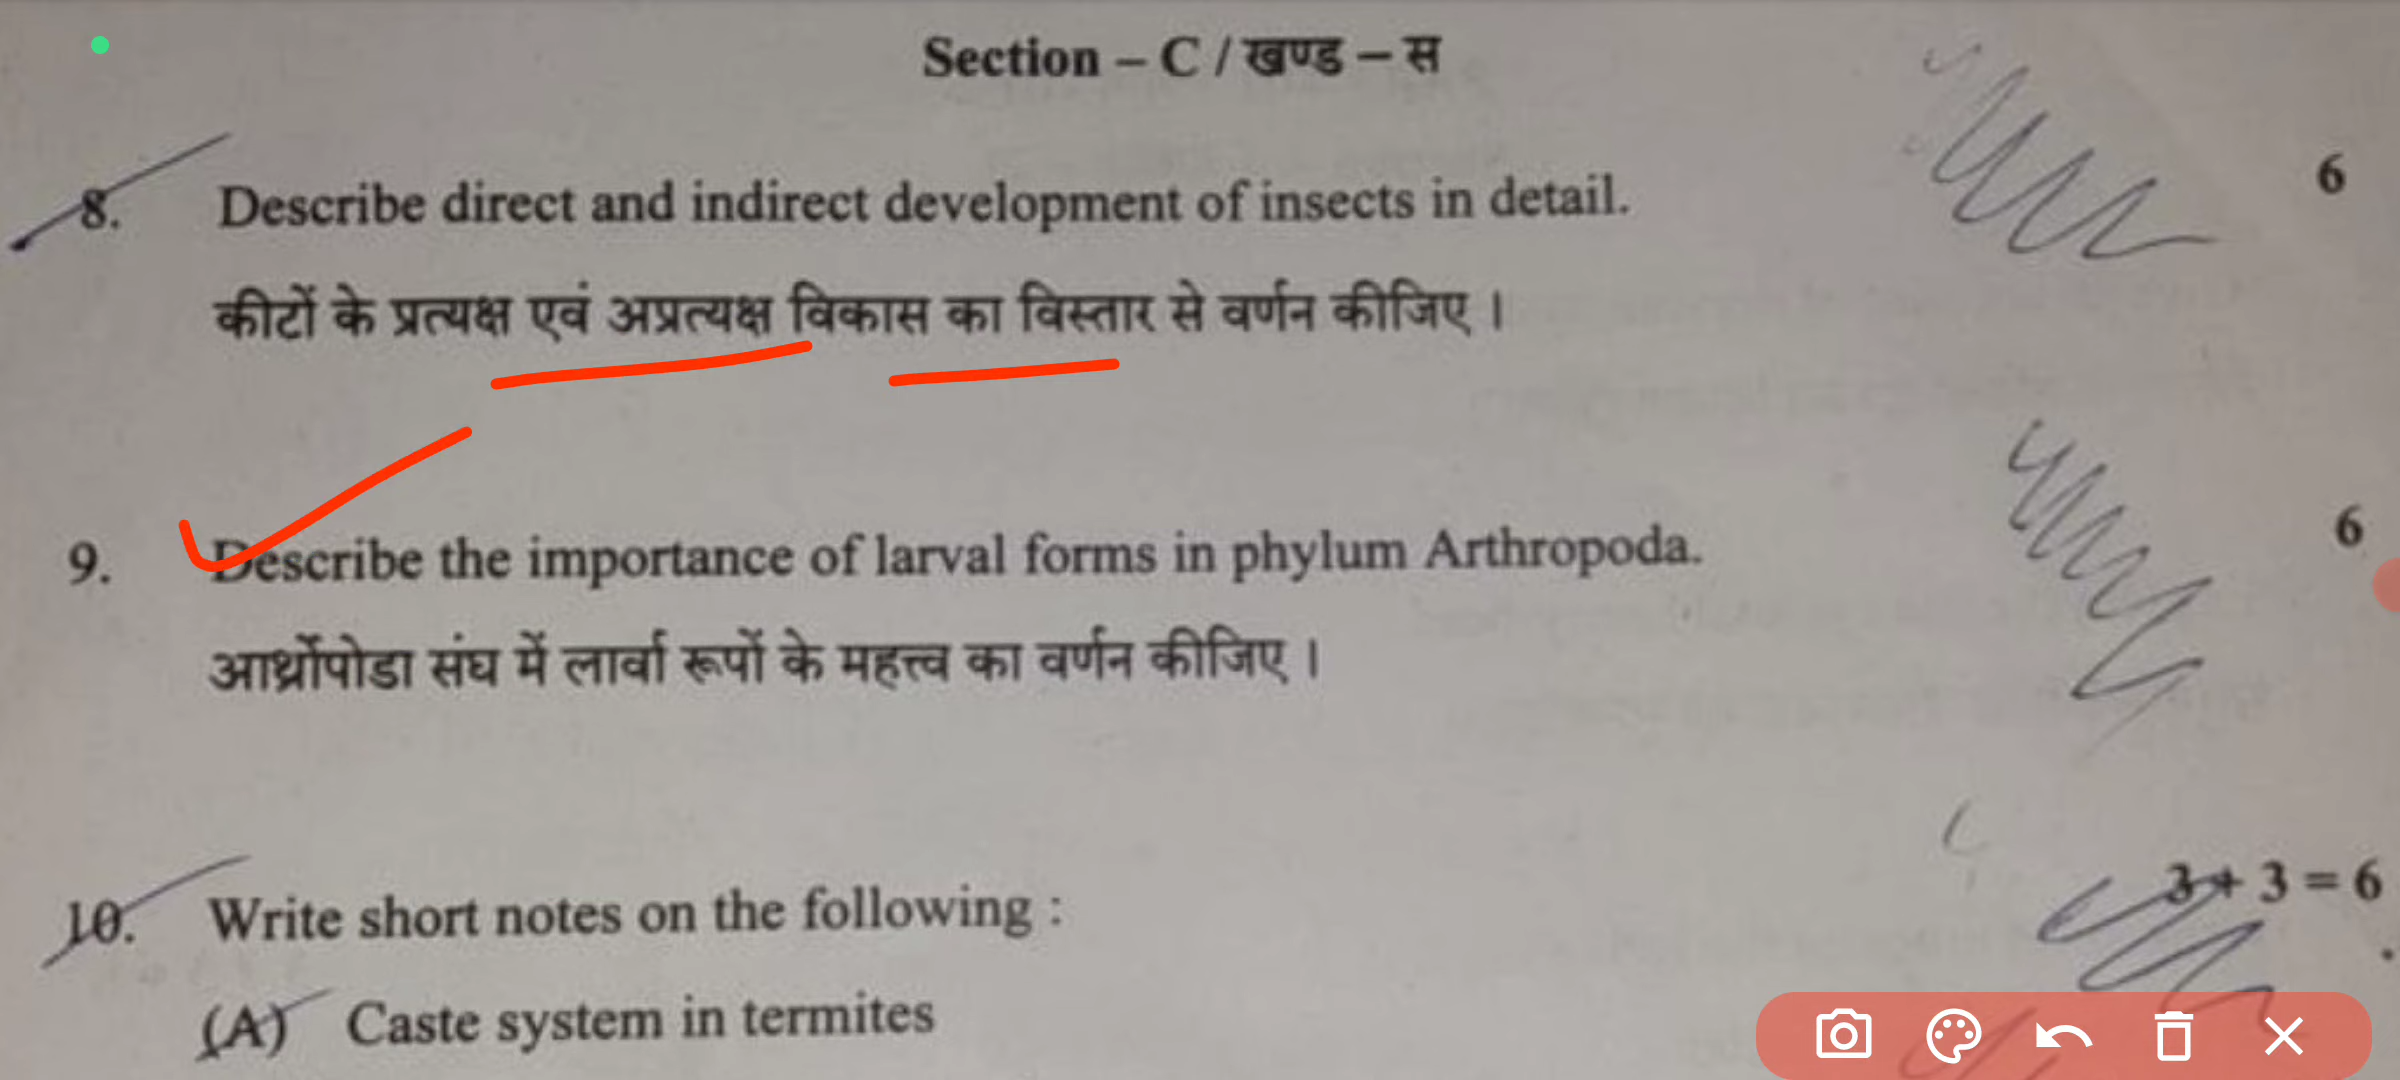 Section – C / खण्ड – स
8. Describe direct and indirect development of insects in detail. 6
कीटों के प्रत्यक्ष एवं अप्रत्यक्ष विकास का विस्तार से वर्णन कीजिए ।
9. Describe the importance of larval forms in phylum Arthropoda. 6
आर्थ्रोपोडा संघ में लार्वा रूपों के महत्त्व का वर्णन कीजिए ।
10. Write short notes on the following : 3 + 3 = 6
(A) Caste system in termites